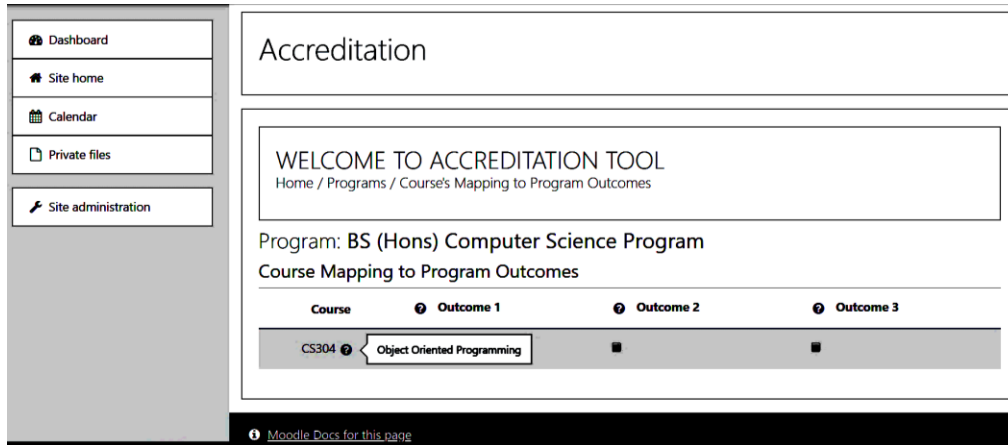 Dashboard
Site home
Calendar
Private files
Site administration
Accreditation
WELCOME TO ACCREDITATION TOOL
Home / Programs / Course's Mapping to Program Outcomes
Program: BS (Hons) Computer Science Program
Course Mapping to Program Outcomes
Course Outcome 1 Outcome 2 Outcome 3
CS304 Object Oriented Programming
Moodle Docs for this page